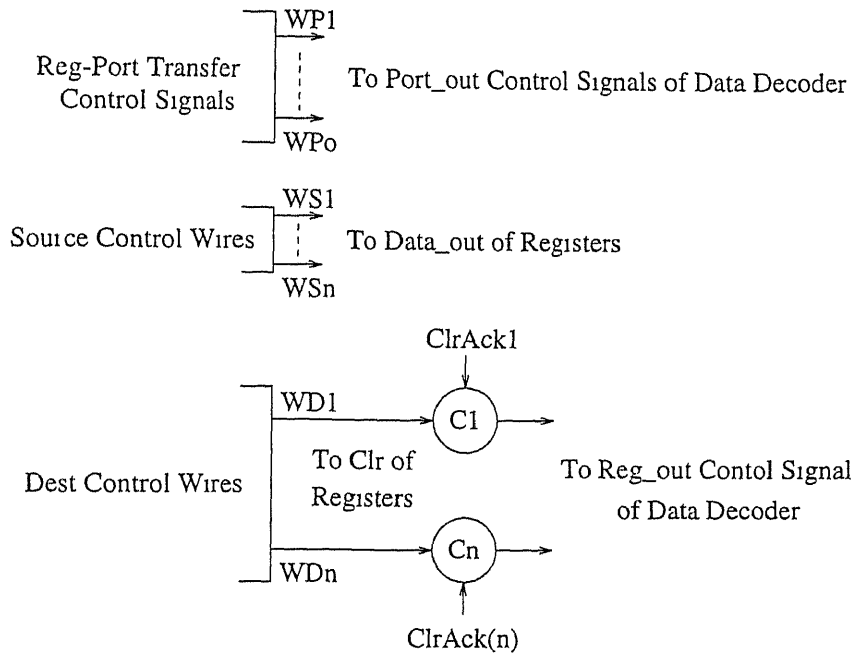 WP1
Reg-Port Transfer
Control Signals
To Port_out Control Signals of Data Decoder
WPo
WS1
Source Control Wires
To Data_out of Registers
WSn
ClrAck1
WD1
C1
To Clr of
Registers
Dest Control Wires
To Reg_out Contol Signal
of Data Decoder
WDn
Cn
ClrAck(n)